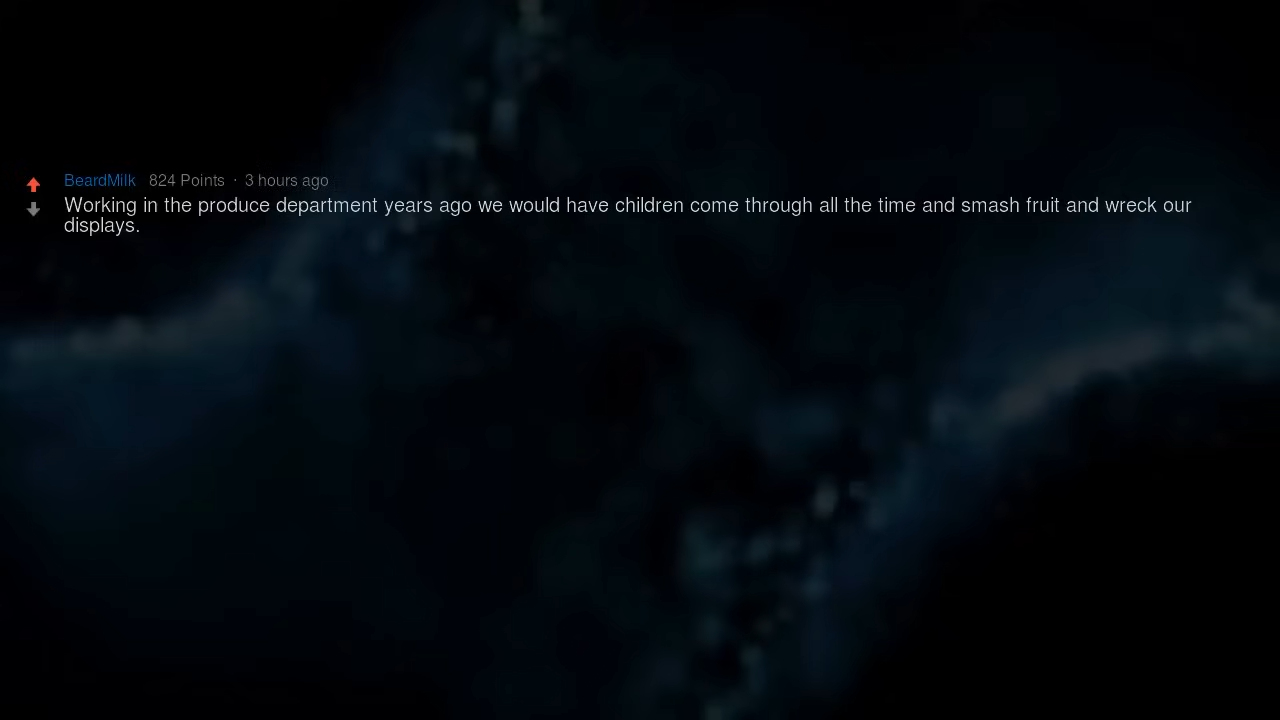 BeardMilk 824 Points · 3 hours ago
Working in the produce department years ago we would have children come through all the time and smash fruit and wreck our
displays.